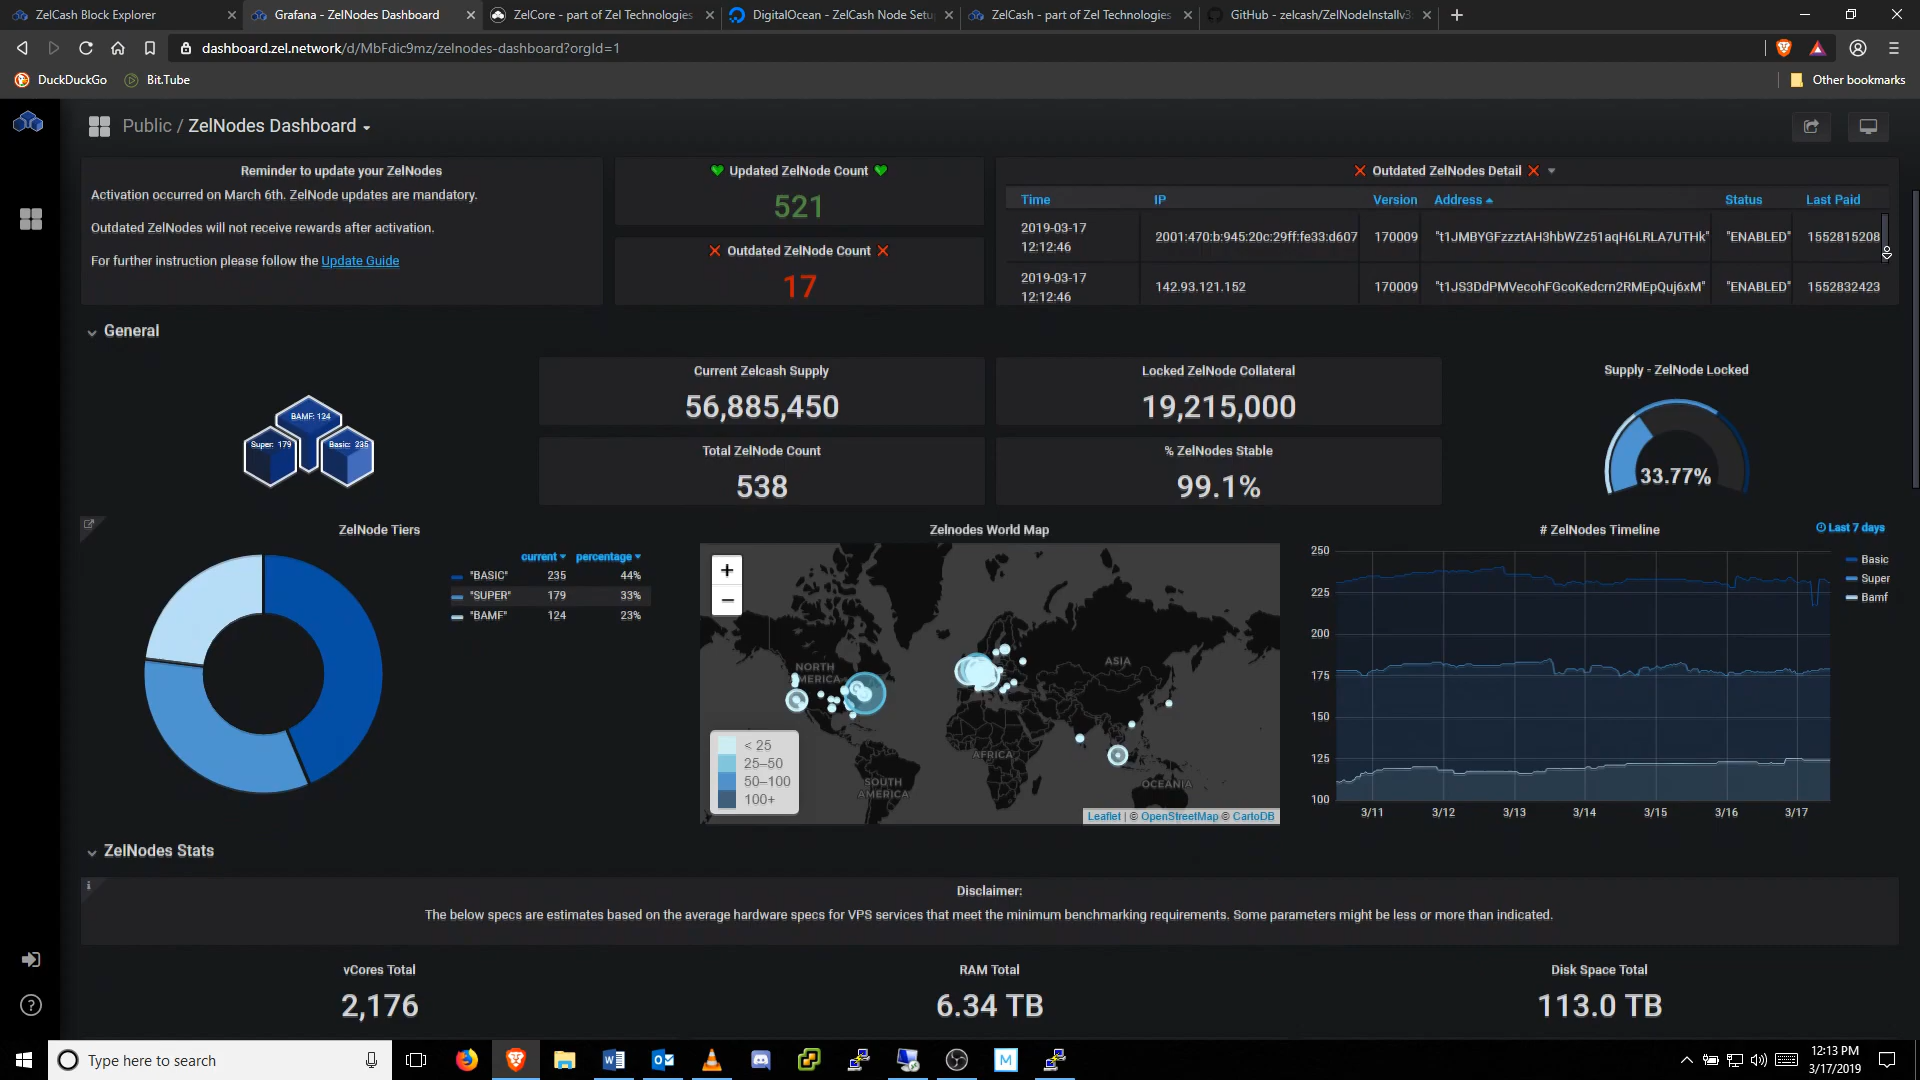 ZelCash Block Explorer
Grafana - ZelNodes Dashboard
ZelCore - part of Zel Technologies
DigitalOcean - ZelCash Node Setu
ZelCash - part of Zel Technologies
GitHub - zelcash/ZelNodeInstallv3
dashboard.zel.network/d/MbFdic9mz/zelnodes-dashboard?orgId=1
DuckDuckGo
Bit.Tube
Other bookmarks
Public / ZelNodes Dashboard
Reminder to update your ZelNodes
Activation occurred on March 6th. ZelNode updates are mandatory.
Outdated ZelNodes will not receive rewards after activation.
For further instruction please follow the Update Guide
Updated ZelNode Count
521
Outdated ZelNode Count
17
Outdated ZelNodes Detail
Time IP Version Address Status Last Paid
2019-03-17
12:12:46
2001:470:b:945:20c:29ff:fe33:d607 170009 "t1JMBYGFzzztAH3hbWZz51aqH6LRLA7UTHk" "ENABLED" 1552815208
2019-03-17
12:12:46
142.93.121.152 170009 "t1JS3DdPMVecohFGcoKedcrn2RMEpQuj6xM" "ENABLED" 1552832423
General
BAMF: 124
Super: 179
Basic: 235
Current Zelcash Supply
56,885,450
Locked ZelNode Collateral
19,215,000
Total ZelNode Count
538
% ZelNodes Stable
99.1%
Supply - ZelNode Locked
33.77%
ZelNode Tiers
current percentage
"BASIC" 235 44%
"SUPER" 179 33%
"BAMF" 124 23%
Zelnodes World Map
+
−
NORTH
AMERICA
ASIA
AFRICA
SOUTH
AMERICA
OCEANIA
< 25
25–50
50–100
100+
Leaflet | © OpenStreetMap © CartoDB
# ZelNodes Timeline
Last 7 days
250
225
200
175
150
125
100
3/11 3/12 3/13 3/14 3/15 3/16 3/17
Basic
Super
Bamf
ZelNodes Stats
Disclaimer:
The below specs are estimates based on the average hardware specs for VPS services that meet the minimum benchmarking requirements. Some parameters might be less or more than indicated.
vCores Total
2,176
RAM Total
6.34 TB
Disk Space Total
113.0 TB
Type here to search
12:13 PM
3/17/2019